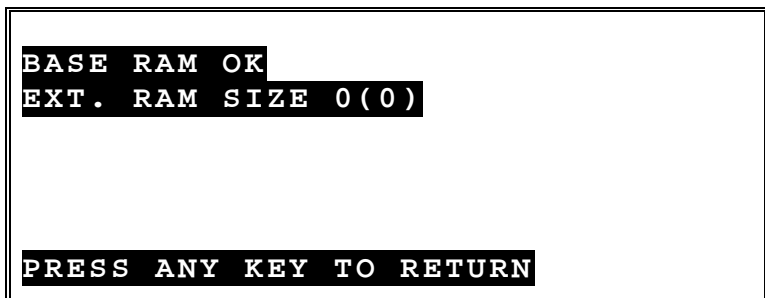 BASE RAM OK
EXT. RAM SIZE 0(0)
PRESS ANY KEY TO RETURN